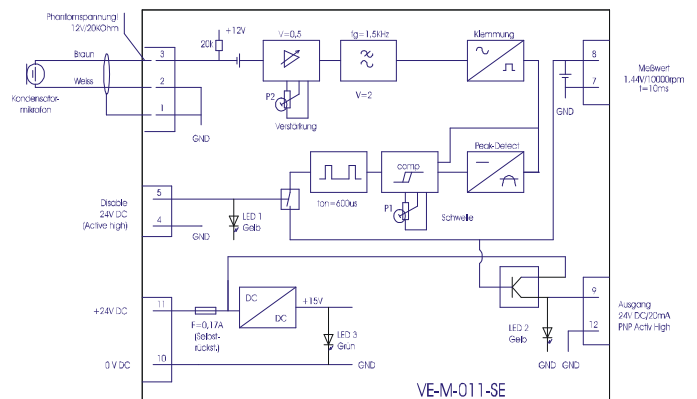 Phantomspannungl
12V/20KOhm
Braun
Weiss
Kondensator-
mikrofon
3
2
1
+12V
20k
GND
V=0,5
P2
Verstärkung
fg=1.5KHz
V=2
Klemmung
8
7
GND
Meßwert
1.44V/10000rpm
t=10ms
Disable
24V DC
(Active high)
5
4
GND
LED 1
Gelb
ton=600us
comp
P1
Schwelle
Peak-Detect
+24V DC
0 V DC
11
10
F=0,17A
(Selbst-
rückst.)
DC
DC
+15V
LED 3
Grün
GND
LED 2
Gelb
GND
GND
9
12
Ausgang
24V DC/20mA
PNP Activ High
VE-M-011-SE